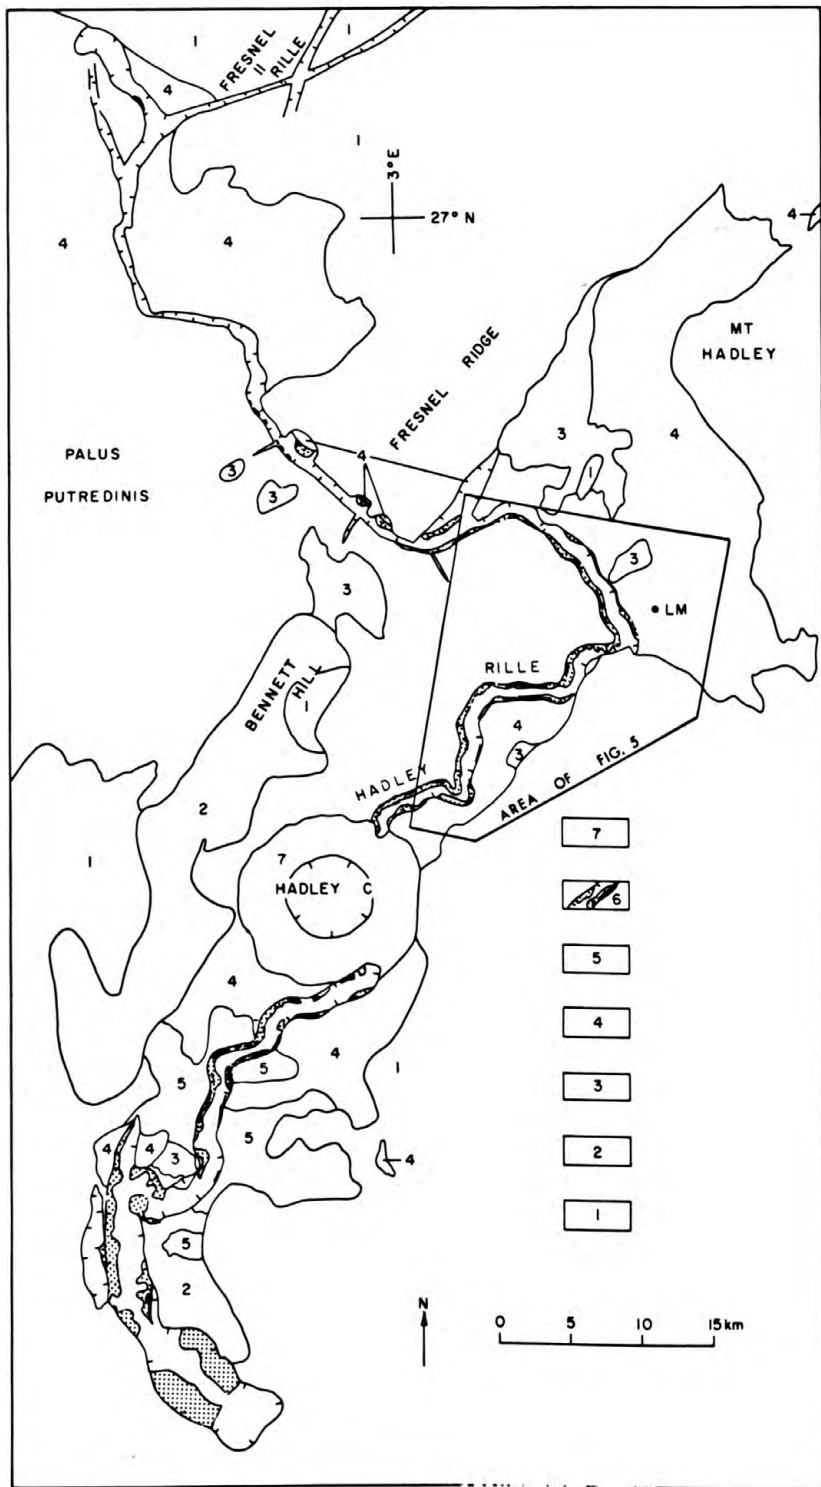 1
1
FRESNEL
II
RILLE
4
1
3°E
27° N
4
4
4
MT
HADLEY
FRESNEL RIDGE
3
4
PALUS
PUTREDINIS
4
3
3
1
3
3
LM
BENNETT
HILL
1
RILLE
4
3
HADLEY
AREA OF FIG. 5
2
1
7
HADLEY C
7
6
5
4
3
2
1
4
4
1
5
5
5
4
4
3
4
5
2
N
0 5 10 15 km